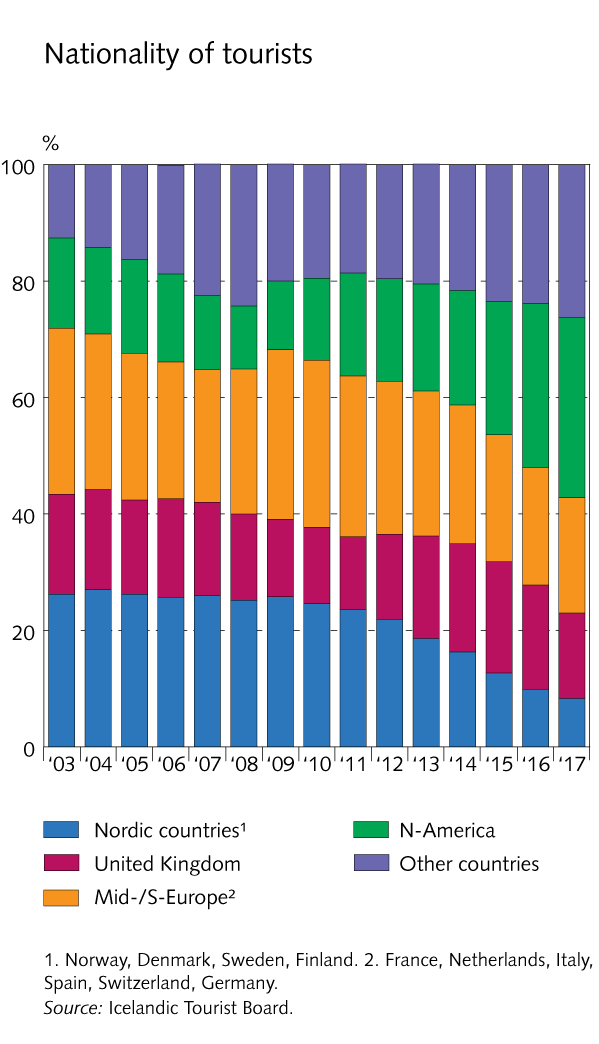 Nationality of tourists
%
100
80
60
40
20
0
‘03 ‘04 ‘05 ‘06 ‘07 ‘08 ‘09 ‘10 ‘11 ‘12 ‘13 ‘14 ‘15 ‘16 ‘17
Nordic countries¹
United Kingdom
Mid-/S-Europe²
N-America
Other countries
1. Norway, Denmark, Sweden, Finland. 2. France, Netherlands, Italy,
Spain, Switzerland, Germany.
Source: Icelandic Tourist Board.